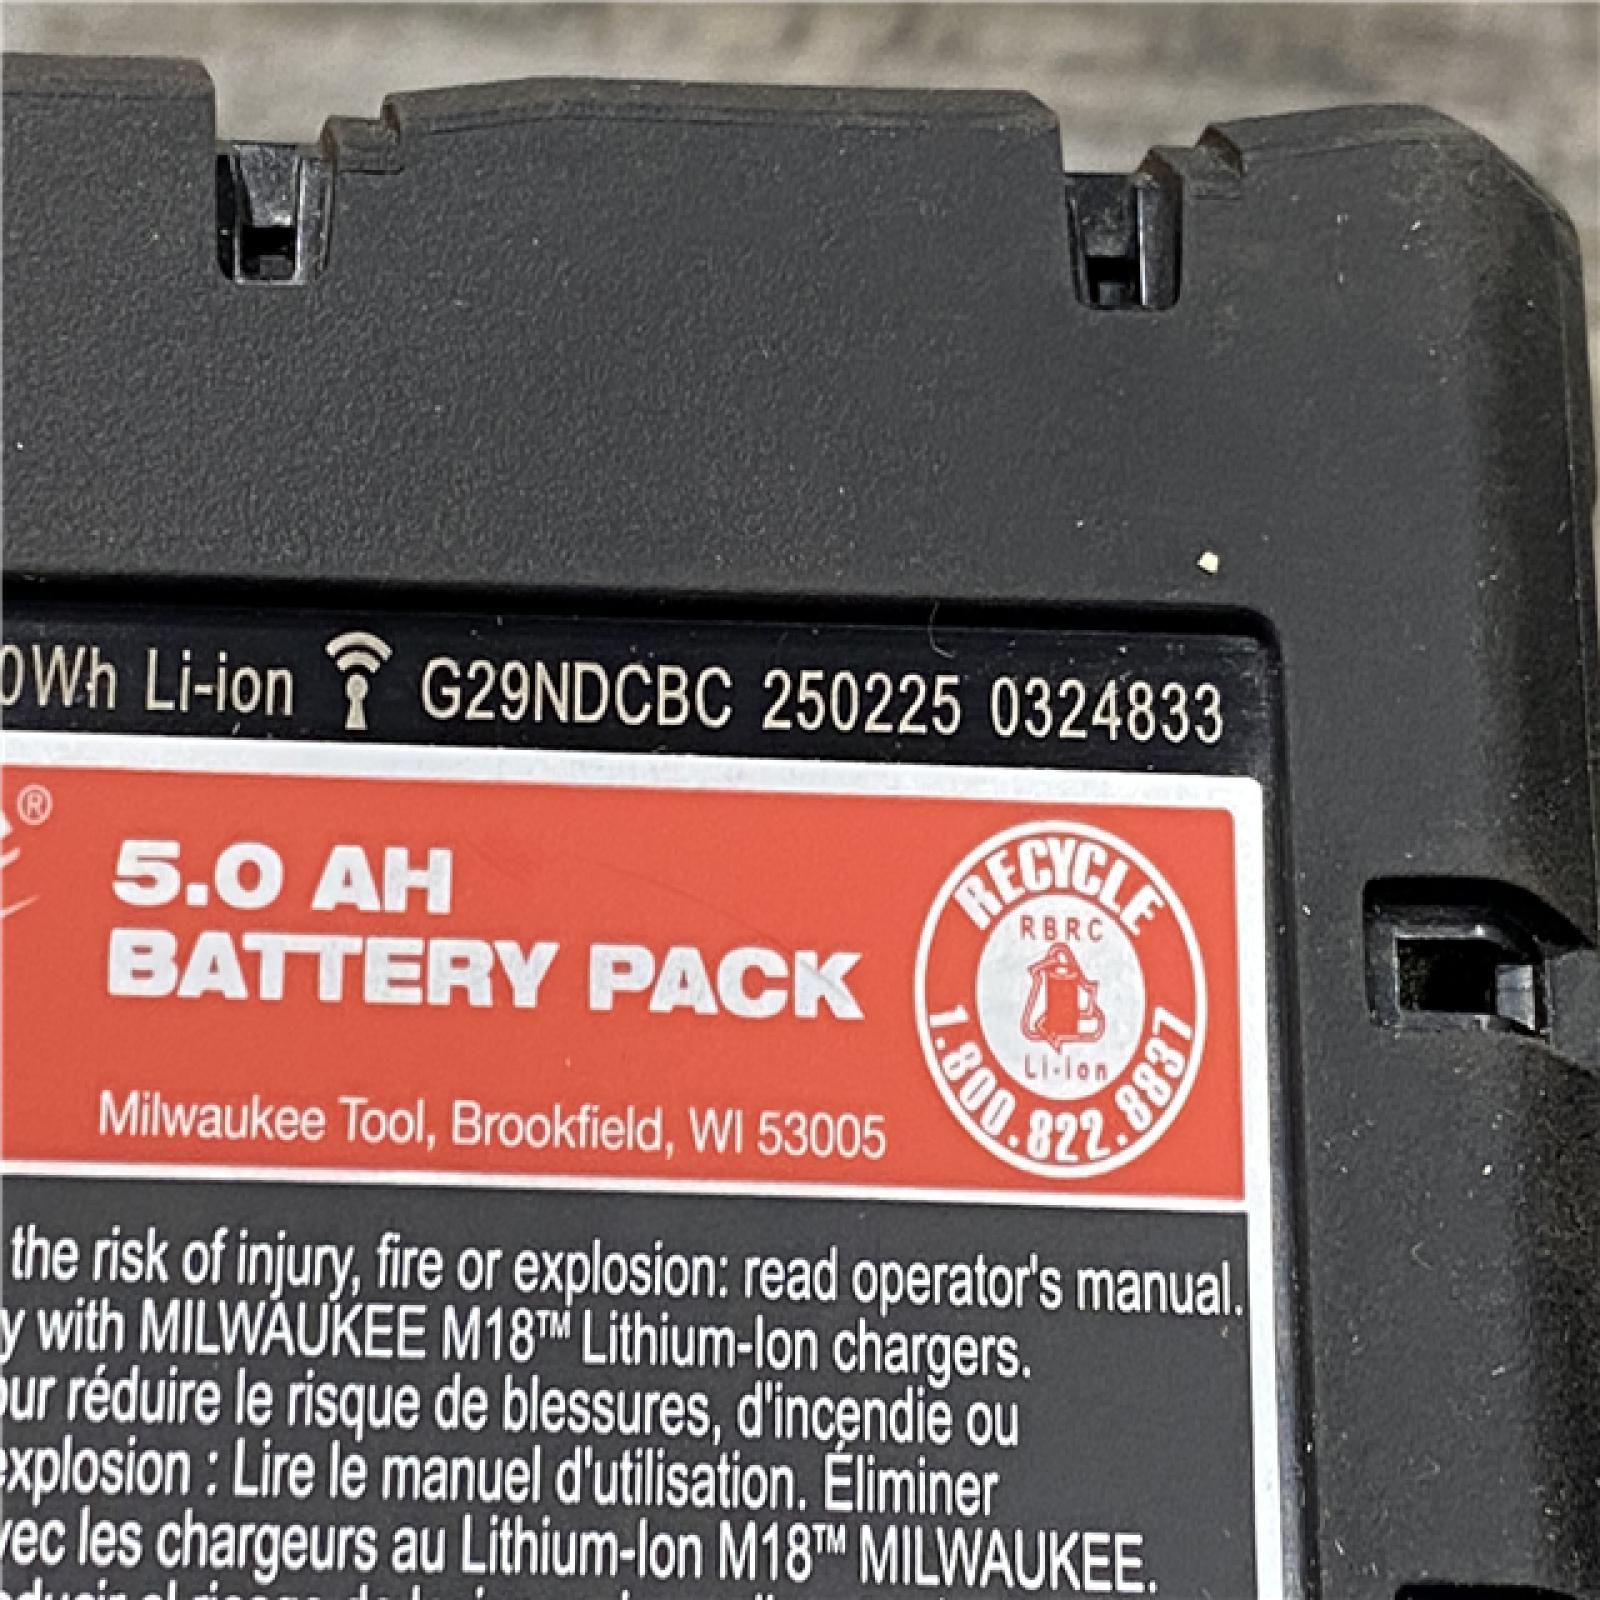 0Wh Li-ion G29NDCBC 250225 0324833
®
5.0 AH
BATTERY PACK
Milwaukee Tool, Brookfield, WI 53005
RECYCLE
RBRC
Li-ion
1.800.822.8837
the risk of injury, fire or explosion: read operator's manual.
y with MILWAUKEE M18™ Lithium-Ion chargers.
our réduire le risque de blessures, d'incendie ou
explosion : Lire le manuel d'utilisation. Éliminer
vec les chargeurs au Lithium-Ion M18™ MILWAUKEE.